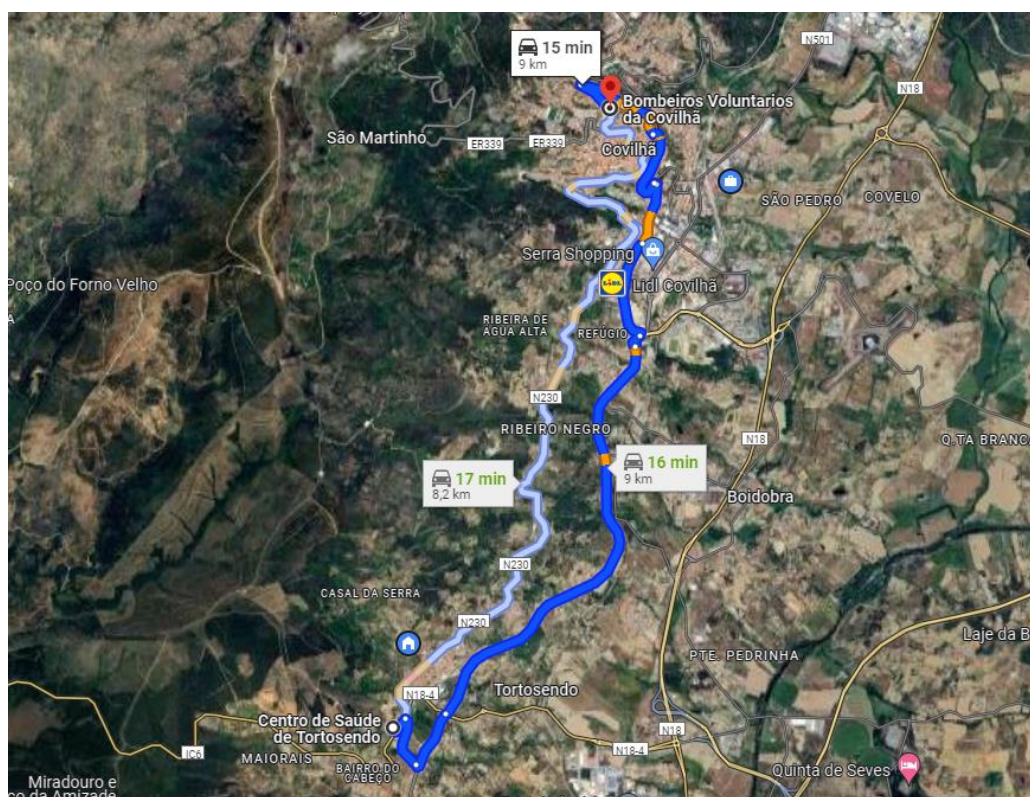 15 min
9 km
N501
N18
Bombeiros Voluntarios
da Covilhã
São Martinho
ER339
ER339
Covilhã
SÃO PEDRO
COVELO
Serra Shopping
Poço do Forno Velho
LIDL
Lidl Covilhã
RIBEIRA DE
AGUA ALTA
REFÚGIO
N230
RIBEIRO NEGRO
N18
Q.TA BRANC
17 min
8,2 km
16 min
9 km
Boidobra
N230
CASAL DA SERRA
N230
Laje da B
PTE. PEDRINHA
N18-4
Tortosendo
Centro de Saúde
de Tortosendo
IC6
MAIORAIS
BAIRRO DO
CABEÇO
N18
N18-4
Quinta de Seves
Miradouro e
ço da Amizade